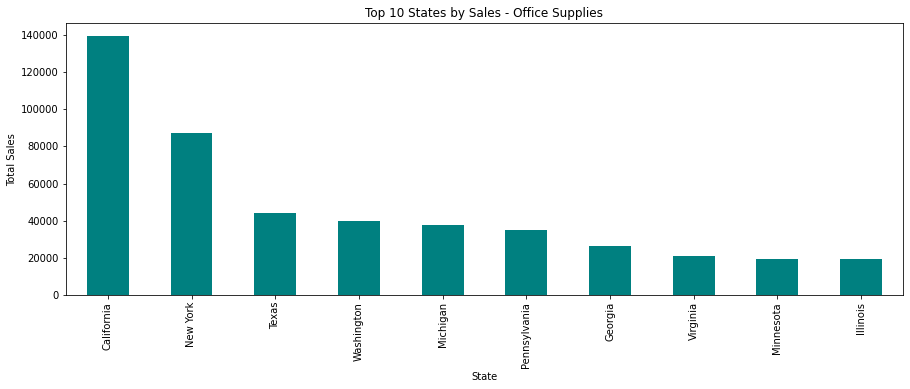 Top 10 States by Sales - Office Supplies
Total Sales
140000
120000
100000
80000
60000
40000
20000
0
California
New York
Texas
Washington
Michigan
Pennsylvania
Georgia
Virginia
Minnesota
Illinois
State